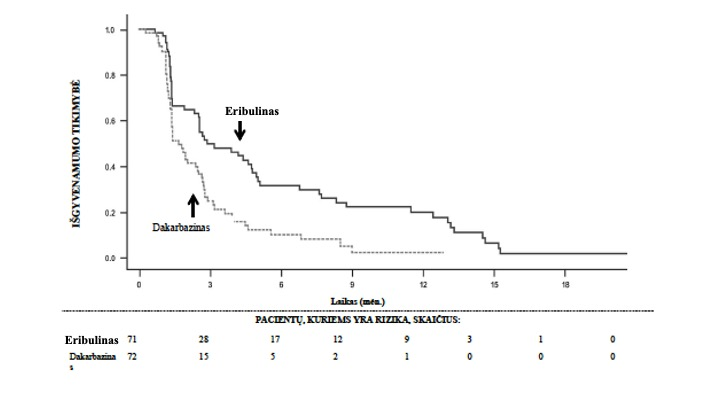 1.0
0.8
0.6
0.4
0.2
0.0
IŠGYVENAMUMO TIKIMYBĖ
Eribulinas
Dakarbazinas
0 3 6 9 12 15 18
Laikas (mėn.)
PACIENTŲ, KURIEMS YRA RIZIKA, SKAIČIUS:
Eribulinas 71 28 17 12 9 3 1 0
Dakarbazina 72 15 5 2 1 0 0 0
s